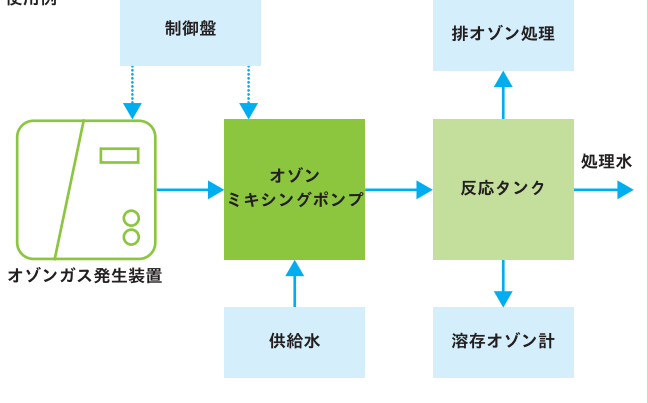 使用例
制御盤
排オゾン処理
オゾン
ミキシングポンプ
反応タンク
処理水
オゾンガス発生装置
供給水
溶存オゾン計